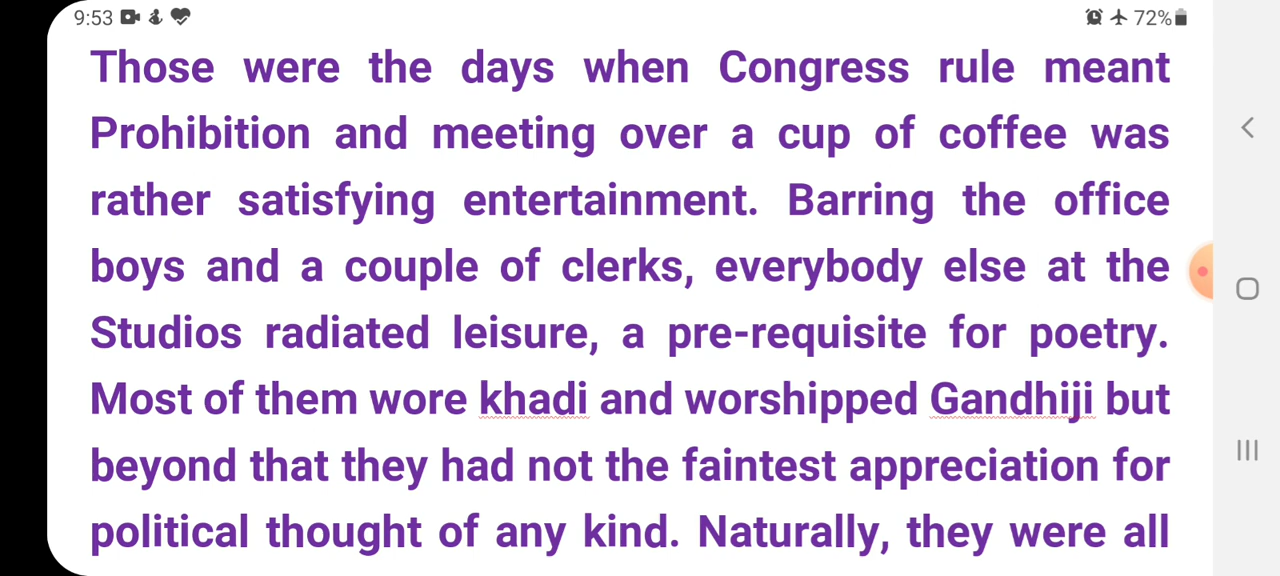 9:53
72%
Those were the days when Congress rule meant
Prohibition and meeting over a cup of coffee was
rather satisfying entertainment. Barring the office
boys and a couple of clerks, everybody else at the
Studios radiated leisure, a pre-requisite for poetry.
Most of them wore khadi and worshipped Gandhiji but
beyond that they had not the faintest appreciation for
political thought of any kind. Naturally, they were all